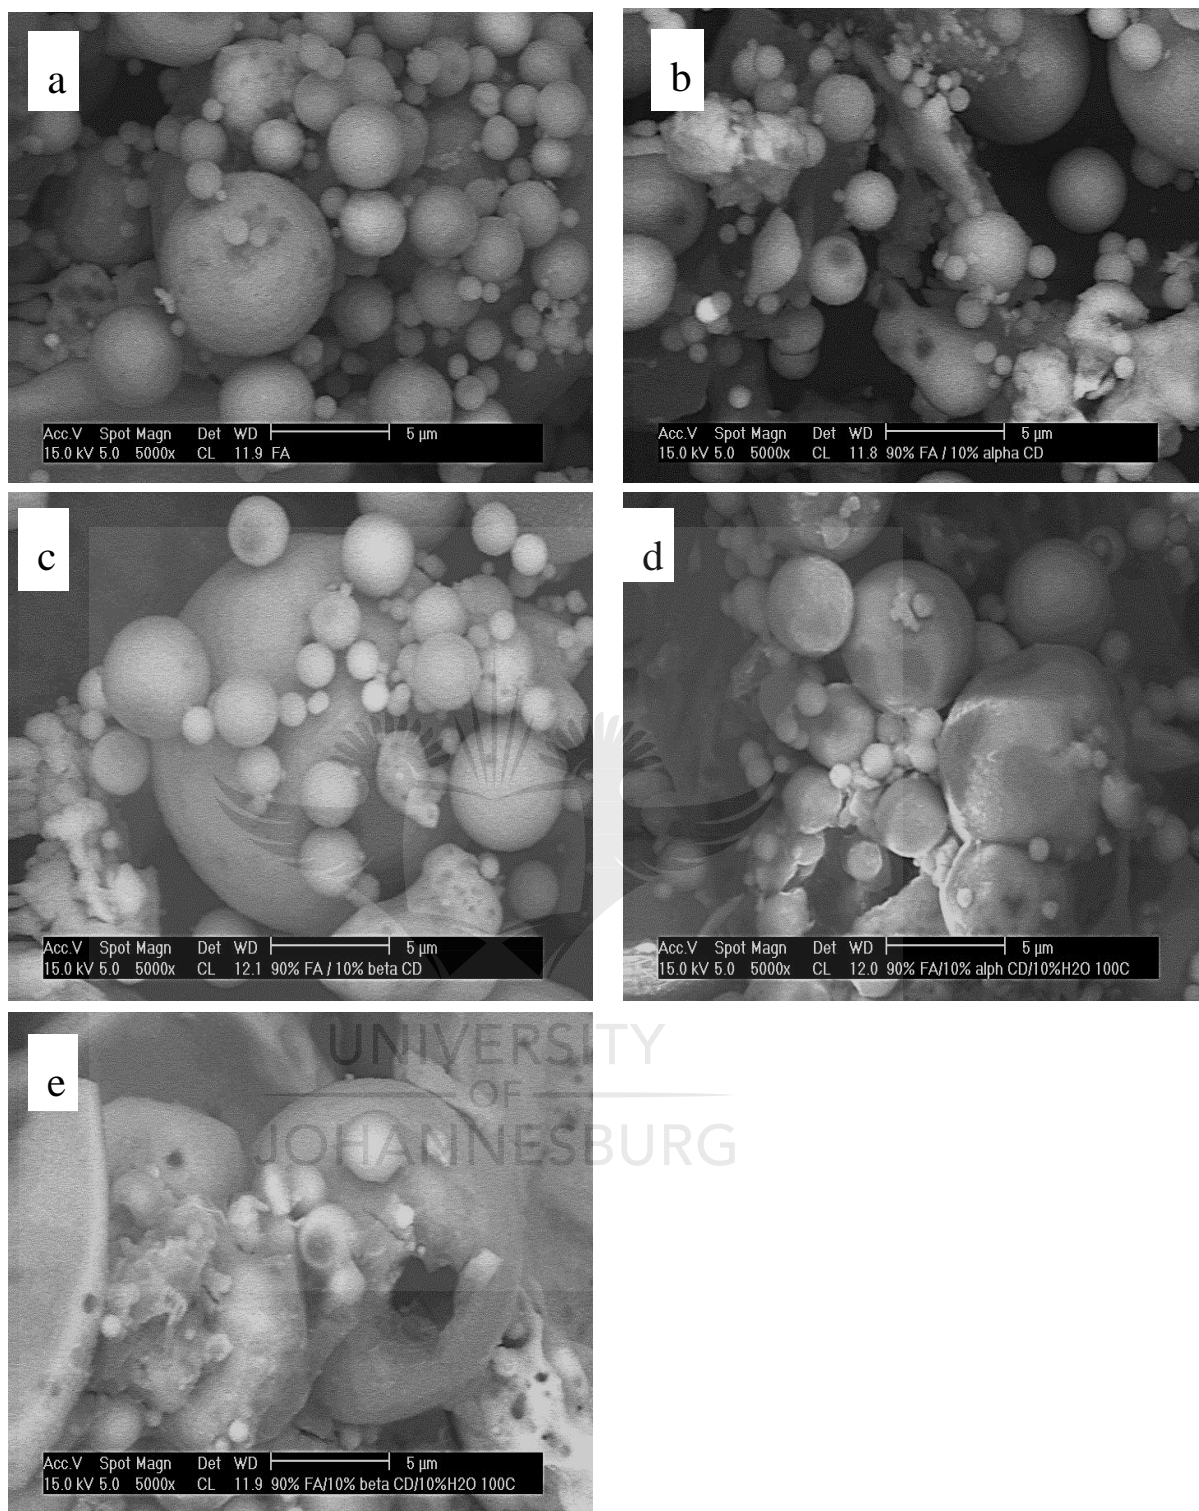 a
Acc.V Spot Magn Det WD 5 µm
15.0 kV 5.0 5000x CL 11.9 FA
b
Acc.V Spot Magn Det WD 5 µm
15.0 kV 5.0 5000x CL 11.8 90% FA / 10% alpha CD
c
Acc.V Spot Magn Det WD 5 µm
15.0 kV 5.0 5000x CL 12.1 90% FA / 10% beta CD
d
Acc.V Spot Magn Det WD 5 µm
15.0 kV 5.0 5000x CL 12.0 90% FA/10% alph CD/10%H2O 100C
UNIVERSITY
OF
JOHANNESBURG
e
Acc.V Spot Magn Det WD 5 µm
15.0 kV 5.0 5000x CL 11.9 90% FA/10% beta CD/10%H2O 100C